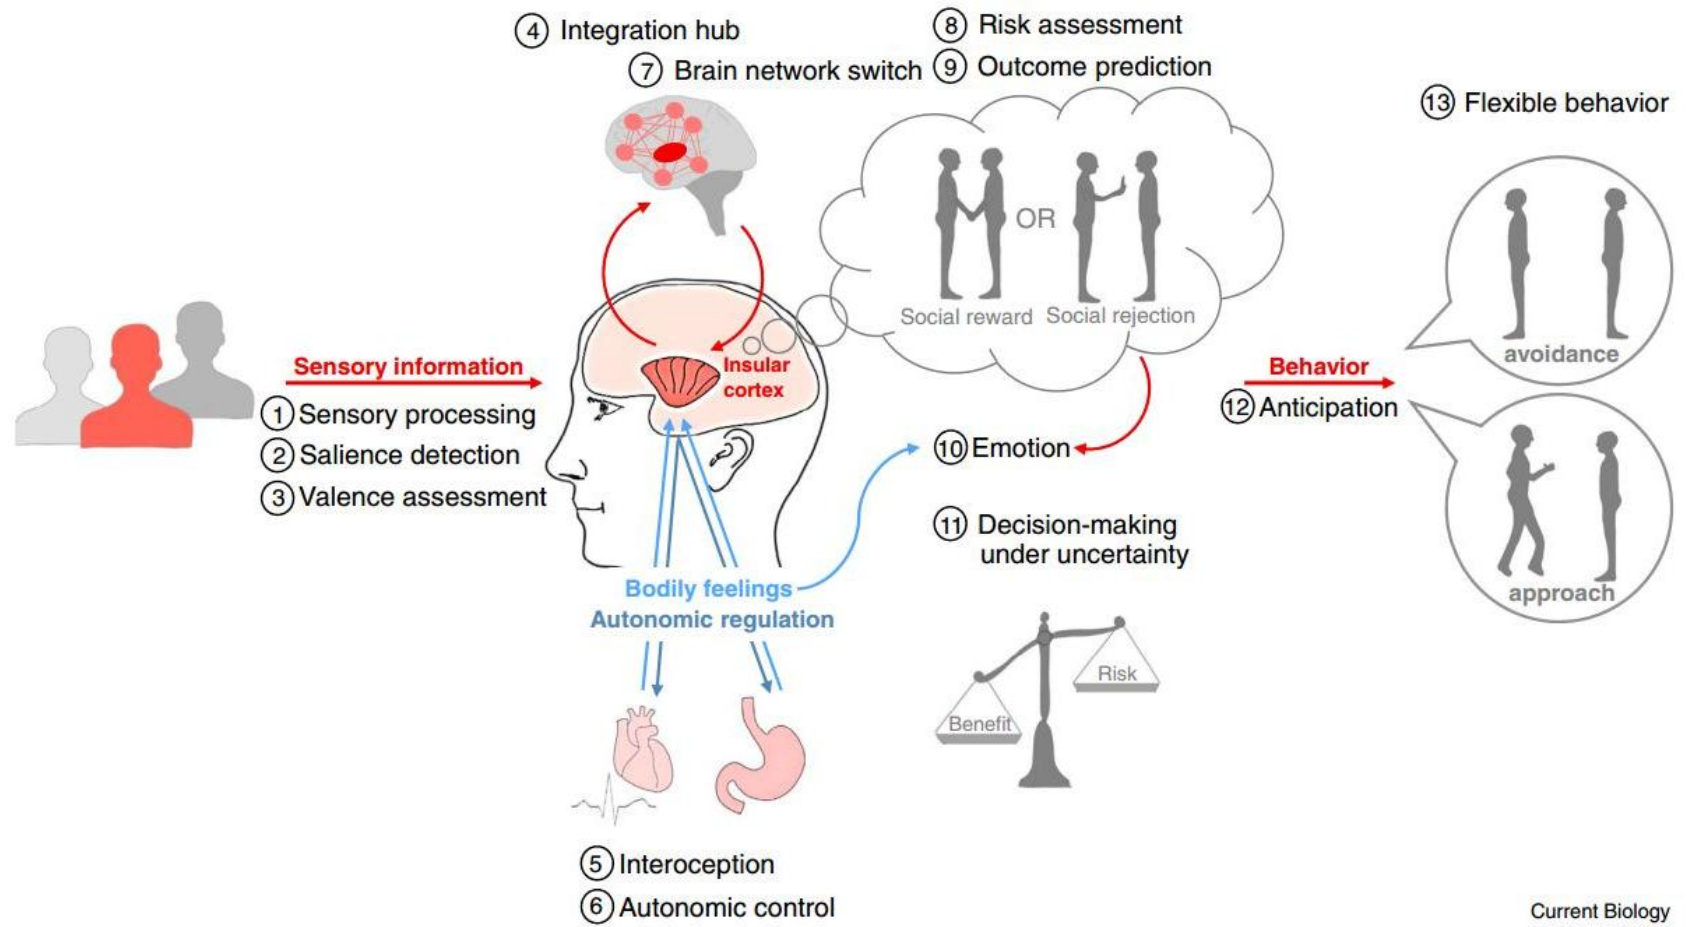 ④ Integration hub
⑦ Brain network switch
⑧ Risk assessment
⑨ Outcome prediction
⑬ Flexible behavior
OR
Social reward Social rejection
avoidance
Sensory information
① Sensory processing
② Salience detection
③ Valence assessment
Insular
cortex
Behavior
⑫ Anticipation
⑩ Emotion
⑪ Decision-making
under uncertainty
approach
Bodily feelings
Autonomic regulation
Risk
Benefit
⑤ Interoception
⑥ Autonomic control
Current Biology